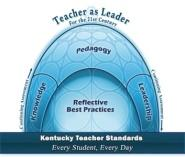 Teacher as Leader
For the 21st Century
Pedagogy
Knowledge
Leadership
Reflective
Best Practices
Kentucky Teacher Standards
Every Student, Every Day